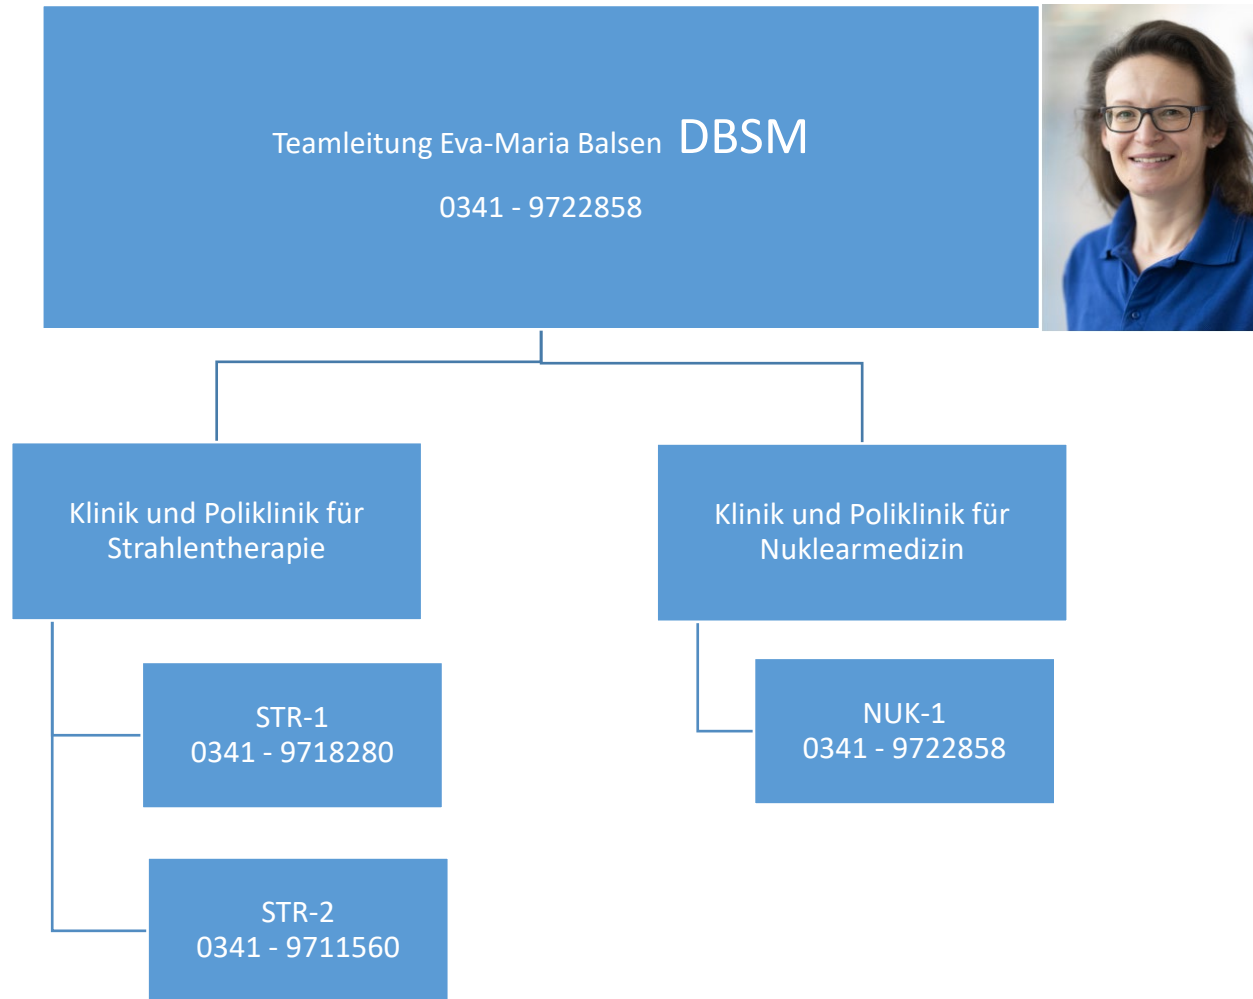 Teamleitung Eva-Maria Balsen DBSM
0341 - 9722858
Klinik und Poliklinik für
Strahlentherapie
STR-1
0341 - 9718280
STR-2
0341 - 9711560
Klinik und Poliklinik für
Nuklearmedizin
NUK-1
0341 - 9722858